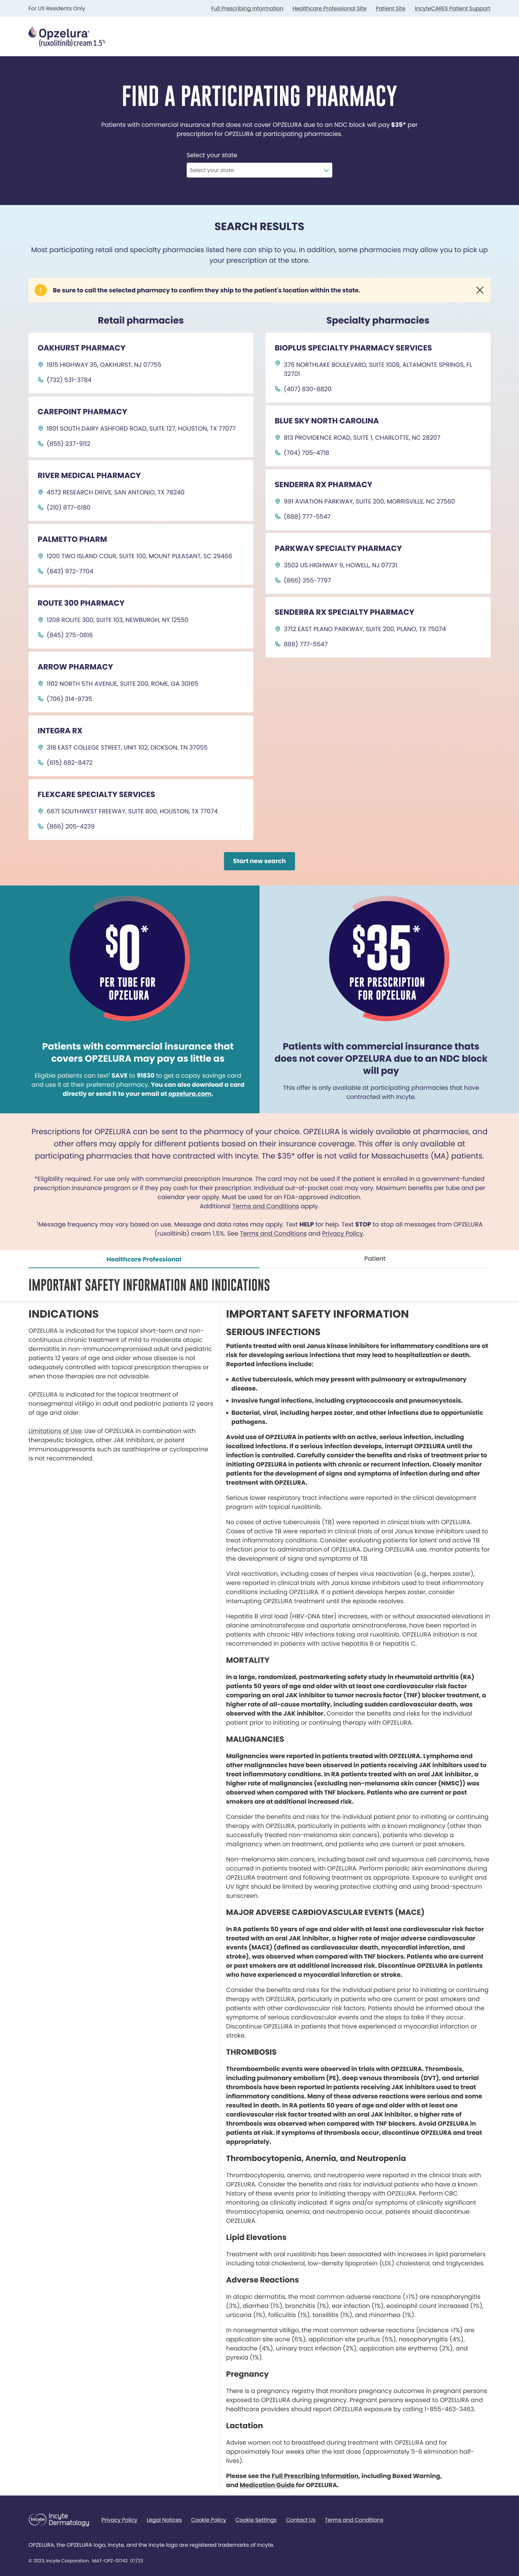 For US Residents Only
Full Prescribing Information
Healthcare Professional Site
Patient Site
IncyteCARES Patient Support
Opzelura®
(ruxolitinib) cream 1.5%
FIND A PARTICIPATING PHARMACY
Patients with commercial insurance that does not cover OPZELURA due to an NDC block will pay $35* per
prescription for OPZELURA at participating pharmacies.
Select your state
Select your state
SEARCH RESULTS
Most participating retail and specialty pharmacies listed here can ship to you. In addition, some pharmacies may allow you to pick up
your prescription at the store.
! Be sure to call the selected pharmacy to confirm they ship to the patient's location within the state.
Retail pharmacies
OAKHURST PHARMACY
1915 HIGHWAY 35, OAKHURST, NJ 07755
(732) 531-3784
CAREPOINT PHARMACY
1801 SOUTH DAIRY ASHFORD ROAD, SUITE 127, HOUSTON, TX 77077
(855) 237-9112
RIVER MEDICAL PHARMACY
4572 RESEARCH DRIVE, SAN ANTONIO, TX 78240
(210) 877-6180
PALMETTO PHARM
1200 TWO ISLAND COUR, SUITE 100, MOUNT PLEASANT, SC 29466
(843) 972-7704
ROUTE 300 PHARMACY
1208 ROUTE 300, SUITE 103, NEWBURGH, NY 12550
(845) 275-0816
ARROW PHARMACY
1102 NORTH 5TH AVENUE, SUITE 200, ROME, GA 30165
(706) 314-9735
INTEGRA RX
318 EAST COLLEGE STREET, UNIT 102, DICKSON, TN 37055
(615) 682-8472
FLEXCARE SPECIALTY SERVICES
6671 SOUTHWEST FREEWAY, SUITE 800, HOUSTON, TX 77074
(866) 205-4239
Specialty pharmacies
BIOPLUS SPECIALTY PHARMACY SERVICES
376 NORTHLAKE BOULEVARD, SUITE 1008, ALTAMONTE SPRINGS, FL
32701
(407) 830-8820
BLUE SKY NORTH CAROLINA
813 PROVIDENCE ROAD, SUITE 1, CHARLOTTE, NC 28207
(704) 705-4718
SENDERRA RX PHARMACY
991 AVIATION PARKWAY, SUITE 200, MORRISVILLE, NC 27560
(888) 777-5547
PARKWAY SPECIALTY PHARMACY
3502 US HIGHWAY 9, HOWELL, NJ 07731
(866) 355-7797
SENDERRA RX SPECIALTY PHARMACY
3712 EAST PLANO PARKWAY, SUITE 200, PLANO, TX 75074
888) 777-5547
Start new search
$0*
PER TUBE FOR
OPZELURA
Patients with commercial insurance that
covers OPZELURA may pay as little as
Eligible patients can text† SAVE to 91830 to get a copay savings card
and use it at their preferred pharmacy. You can also download a card
directly or send it to your email at opzelura.com.
$35*
PER PRESCRIPTION
FOR OPZELURA
Patients with commercial insurance thats
does not cover OPZELURA due to an NDC block
will pay
This offer is only available at participating pharmacies that have
contracted with Incyte.
Prescriptions for OPZELURA can be sent to the pharmacy of your choice. OPZELURA is widely available at pharmacies, and
other offers may apply for different patients based on their insurance coverage. This offer is only available at
participating pharmacies that have contracted with Incyte. The $35* offer is not valid for Massachusetts (MA) patients.
*Eligibility required. For use only with commercial prescription insurance. The card may not be used if the patient is enrolled in a government-funded
prescription insurance program or if they pay cash for their prescription. Individual out-of-pocket cost may vary. Maximum benefits per tube and per
calendar year apply. Must be used for an FDA-approved indication.
Additional Terms and Conditions apply.
†Message frequency may vary based on use. Message and data rates may apply. Text HELP for help. Text STOP to stop all messages from OPZELURA
(ruxolitinib) cream 1.5%. See Terms and Conditions and Privacy Policy.
Healthcare Professional
Patient
IMPORTANT SAFETY INFORMATION AND INDICATIONS
INDICATIONS
OPZELURA is indicated for the topical short-term and non-
continuous chronic treatment of mild to moderate atopic
dermatitis in non-immunocompromised adult and pediatric
patients 12 years of age and older whose disease is not
adequately controlled with topical prescription therapies or
when those therapies are not advisable.
OPZELURA is indicated for the topical treatment of
nonsegmental vitiligo in adult and pediatric patients 12 years
of age and older.
Limitations of Use: Use of OPZELURA in combination with
therapeutic biologics, other JAK inhibitors, or potent
immunosuppressants such as azathioprine or cyclosporine
is not recommended.
IMPORTANT SAFETY INFORMATION
SERIOUS INFECTIONS
Patients treated with oral Janus kinase inhibitors for inflammatory conditions are at
risk for developing serious infections that may lead to hospitalization or death.
Reported infections include:
• Active tuberculosis, which may present with pulmonary or extrapulmonary
disease.
• Invasive fungal infections, including cryptococcosis and pneumocystosis.
• Bacterial, viral, including herpes zoster, and other infections due to opportunistic
pathogens.
Avoid use of OPZELURA in patients with an active, serious infection, including
localized infections. If a serious infection develops, interrupt OPZELURA until the
infection is controlled. Carefully consider the benefits and risks of treatment prior to
initiating OPZELURA in patients with chronic or recurrent infection. Closely monitor
patients for the development of signs and symptoms of infection during and after
treatment with OPZELURA.
Serious lower respiratory tract infections were reported in the clinical development
program with topical ruxolitinib.
No cases of active tuberculosis (TB) were reported in clinical trials with OPZELURA.
Cases of active TB were reported in clinical trials of oral Janus kinase inhibitors used to
treat inflammatory conditions. Consider evaluating patients for latent and active TB
infection prior to administration of OPZELURA. During OPZELURA use, monitor patients for
the development of signs and symptoms of TB.
Viral reactivation, including cases of herpes virus reactivation (e.g., herpes zoster),
were reported in clinical trials with Janus kinase inhibitors used to treat inflammatory
conditions including OPZELURA. If a patient develops herpes zoster, consider
interrupting OPZELURA treatment until the episode resolves.
Hepatitis B viral load (HBV-DNA titer) increases, with or without associated elevations in
alanine aminotransferase and aspartate aminotransferase, have been reported in
patients with chronic HBV infections taking oral ruxolitinib. OPZELURA initiation is not
recommended in patients with active hepatitis B or hepatitis C.
MORTALITY
In a large, randomized, postmarketing safety study in rheumatoid arthritis (RA)
patients 50 years of age and older with at least one cardiovascular risk factor
comparing an oral JAK inhibitor to tumor necrosis factor (TNF) blocker treatment, a
higher rate of all-cause mortality, including sudden cardiovascular death, was
observed with the JAK inhibitor. Consider the benefits and risks for the individual
patient prior to initiating or continuing therapy with OPZELURA.
MALIGNANCIES
Malignancies were reported in patients treated with OPZELURA. Lymphoma and
other malignancies have been observed in patients receiving JAK inhibitors used to
treat inflammatory conditions. In RA patients treated with an oral JAK inhibitor, a
higher rate of malignancies (excluding non-melanoma skin cancer (NMSC)) was
observed when compared with TNF blockers. Patients who are current or past
smokers are at additional increased risk.
Consider the benefits and risks for the individual patient prior to initiating or continuing
therapy with OPZELURA, particularly in patients with a known malignancy (other than
successfully treated non-melanoma skin cancers), patients who develop a
malignancy when on treatment, and patients who are current or past smokers.
Non-melanoma skin cancers, including basal cell and squamous cell carcinoma, have
occurred in patients treated with OPZELURA. Perform periodic skin examinations during
OPZELURA treatment and following treatment as appropriate. Exposure to sunlight and
UV light should be limited by wearing protective clothing and using broad-spectrum
sunscreen.
MAJOR ADVERSE CARDIOVASCULAR EVENTS (MACE)
In RA patients 50 years of age and older with at least one cardiovascular risk factor
treated with an oral JAK inhibitor, a higher rate of major adverse cardiovascular
events (MACE) (defined as cardiovascular death, myocardial infarction, and
stroke), was observed when compared with TNF blockers. Patients who are current
or past smokers are at additional increased risk. Discontinue OPZELURA in patients
who have experienced a myocardial infarction or stroke.
Consider the benefits and risks for the individual patient prior to initiating or continuing
therapy with OPZELURA, particularly in patients who are current or past smokers and
patients with other cardiovascular risk factors. Patients should be informed about the
symptoms of serious cardiovascular events and the steps to take if they occur.
Discontinue OPZELURA in patients that have experienced a myocardial infarction or
stroke.
THROMBOSIS
Thromboembolic events were observed in trials with OPZELURA. Thrombosis,
including pulmonary embolism (PE), deep venous thrombosis (DVT), and arterial
thrombosis have been reported in patients receiving JAK inhibitors used to treat
inflammatory conditions. Many of these adverse reactions were serious and some
resulted in death. In RA patients 50 years of age and older with at least one
cardiovascular risk factor treated with an oral JAK inhibitor, a higher rate of
thrombosis was observed when compared with TNF blockers. Avoid OPZELURA in
patients at risk. If symptoms of thrombosis occur, discontinue OPZELURA and treat
appropriately.
Thrombocytopenia, Anemia, and Neutropenia
Thrombocytopenia, anemia, and neutropenia were reported in the clinical trials with
OPZELURA. Consider the benefits and risks for individual patients who have a known
history of these events prior to initiating therapy with OPZELURA. Perform CBC
monitoring as clinically indicated. If signs and/or symptoms of clinically significant
thrombocytopenia, anemia, and neutropenia occur, patients should discontinue
OPZELURA.
Lipid Elevations
Treatment with oral ruxolitinib has been associated with increases in lipid parameters
including total cholesterol, low-density lipoprotein (LDL) cholesterol, and triglycerides.
Adverse Reactions
In atopic dermatitis, the most common adverse reactions (≥1%) are nasopharyngitis
(3%), diarrhea (1%), bronchitis (1%), ear infection (1%), eosinophil count increased (1%),
urticaria (1%), folliculitis (1%), tonsillitis (1%), and rhinorrhea (1%).
In nonsegmental vitiligo, the most common adverse reactions (incidence ≥1%) are
application site acne (6%), application site pruritus (5%), nasopharyngitis (4%),
headache (4%), urinary tract infection (2%), application site erythema (2%), and
pyrexia (1%).
Pregnancy
There is a pregnancy registry that monitors pregnancy outcomes in pregnant persons
exposed to OPZELURA during pregnancy. Pregnant persons exposed to OPZELURA and
healthcare providers should report OPZELURA exposure by calling 1-855-463-3463.
Lactation
Advise women not to breastfeed during treatment with OPZELURA and for
approximately four weeks after the last dose (approximately 5-6 elimination half-
lives).
Please see the Full Prescribing Information, including Boxed Warning,
and Medication Guide for OPZELURA.
Incyte
Incyte
Dermatology
Privacy Policy
Legal Notices
Cookie Policy
Cookie Settings
Contact Us
Terms and Conditions
OPZELURA, the OPZELURA logo, Incyte, and the Incyte logo are registered trademarks of Incyte.
© 2023, Incyte Corporation. MAT-OPZ-01742 07/23